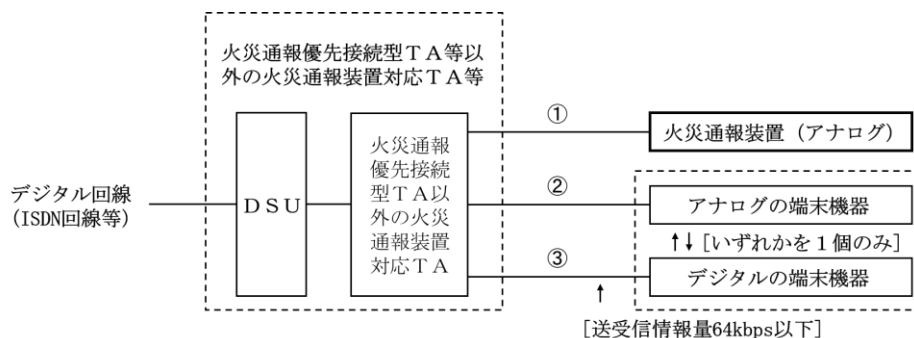 火災通報優先接続型ＴＡ等以
外の火災通報装置対応ＴＡ等
デジタル回線
(ISDN回線等)
ＤＳＵ
火災通報
優先接続
型ＴＡ以
外の火災
通報装置
対応ＴＡ
①
火災通報装置（アナログ）
②
アナログの端末機器
↑↓［いずれかを１個のみ］
③
デジタルの端末機器
↑
［送受信情報量64kbps以下］